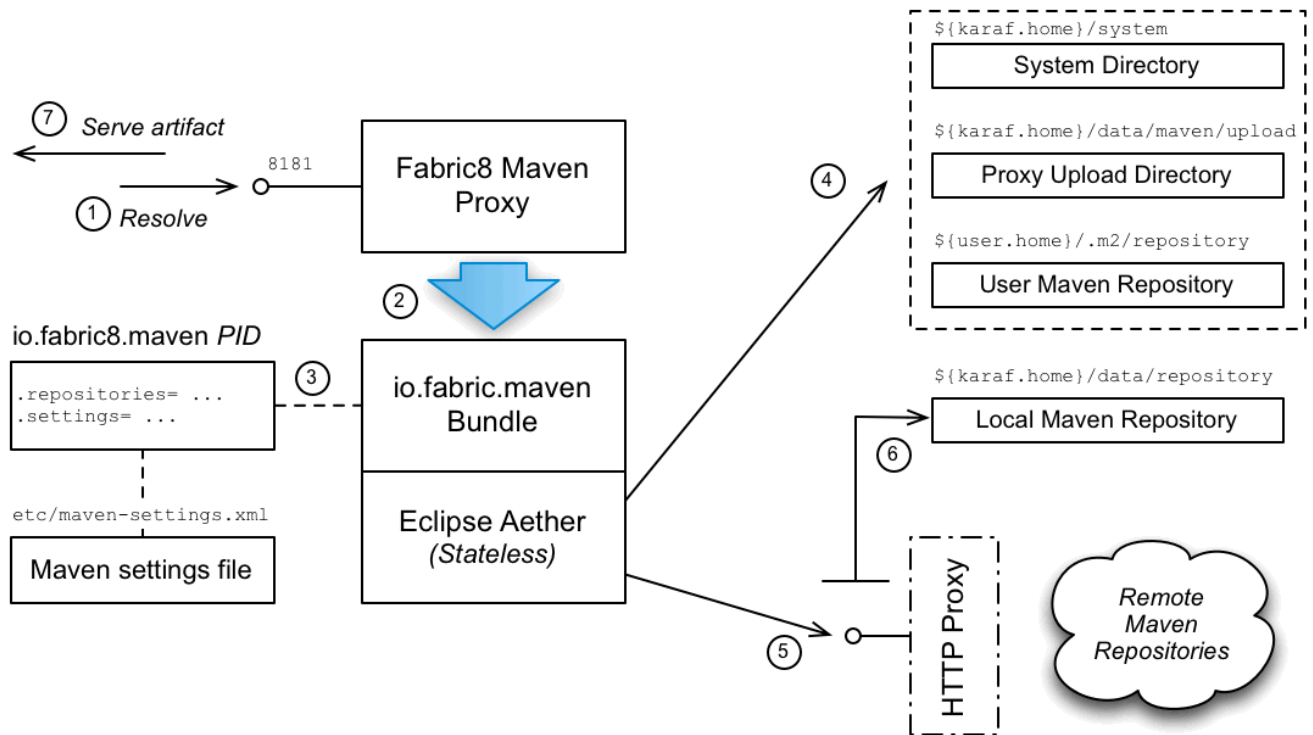 ${karaf.home}/system
System Directory
7
Serve artifact
${karaf.home}/data/maven/upload
8181
Fabric8 Maven
Proxy
4
Proxy Upload Directory
1
Resolve
${user.home}/.m2/repository
2
User Maven Repository
io.fabric8.maven PID
3
.repositories= ...
.settings= ...
io.fabric.maven
Bundle
${karaf.home}/data/repository
Local Maven Repository
6
etc/maven-settings.xml
Maven settings file
Eclipse Aether
(Stateless)
5
HTTP Proxy
Remote
Maven
Repositories